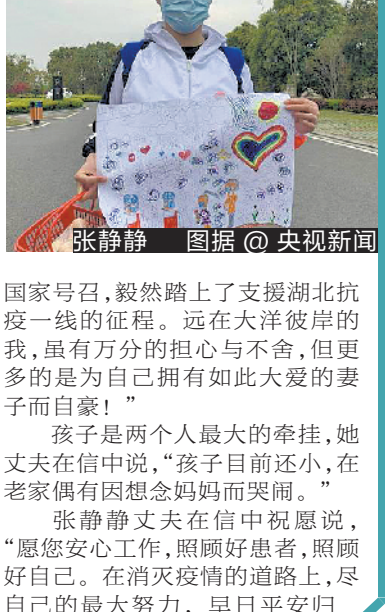 张静静 图据 @ 央视新闻
国家号召,毅然踏上了支援湖北抗
疫一线的征程。远在大洋彼岸的
我,虽有万分的担心与不舍,但更
多的是为自己拥有如此大爱的妻
子而自豪!”
孩子是两个人最大的牵挂,她
丈夫在信中说,“孩子目前还小,在
老家偶有因想念妈妈而哭闹。”
张静静丈夫在信中祝愿说,
“愿您安心工作,照顾好患者,照顾
好自己。在消灭疫情的道路上,尽
自己的最大努力，早日平安归